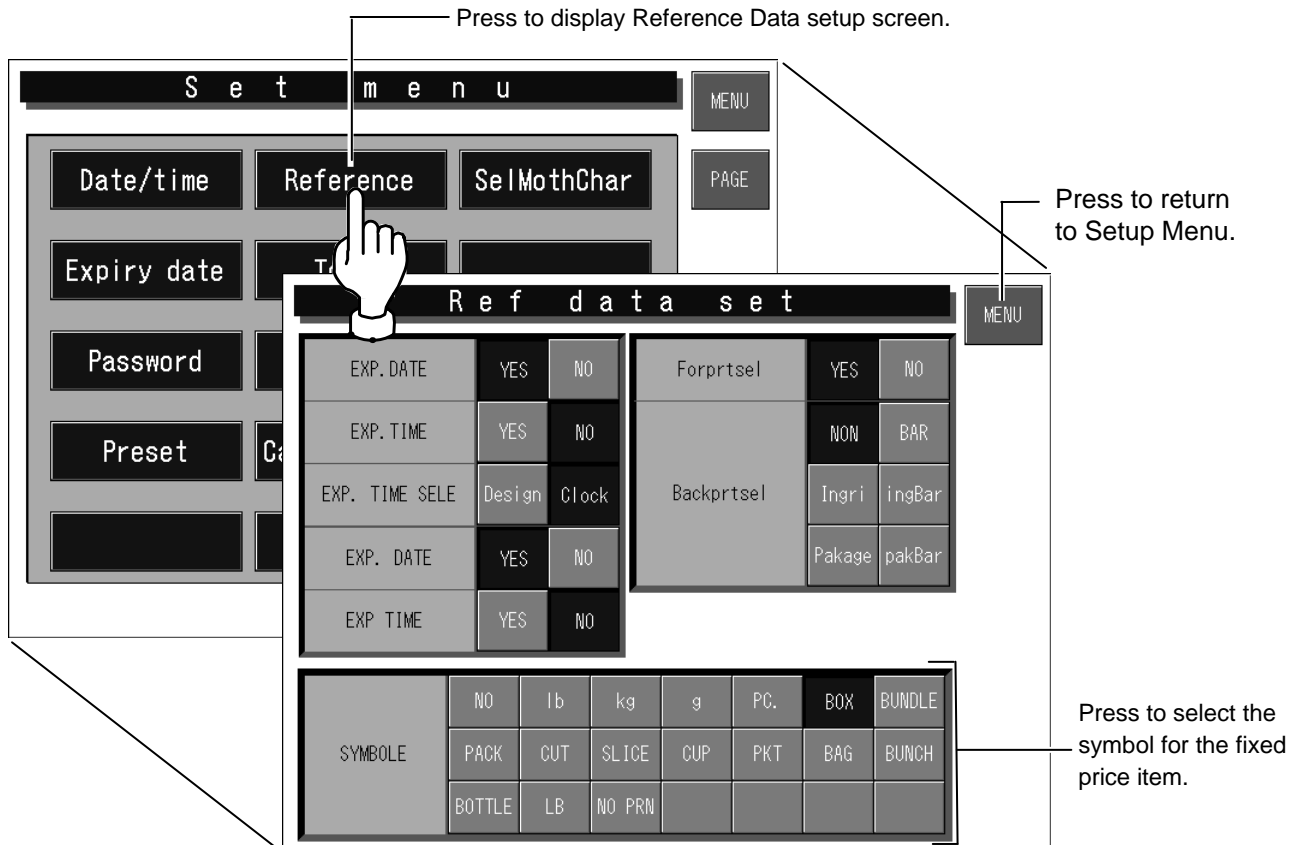 Press to display Reference Data setup screen.
Set menu
MENU
Date/time Reference SelMothChar
PAGE
Press to return
to Setup Menu.
Expiry date
Ref data set
MENU
Password
EXP.DATE YES NO
Forprtsel YES NO
EXP.TIME YES NO
NON BAR
Preset
EXP. TIME SELE Design Clock
Backprtsel
Ingri ingBar
EXP. DATE YES NO
Pakage pakBar
EXP TIME YES NO
SYMBOLE
NO lb kg g PC. BOX BUNDLE
PACK CUT SLICE CUP PKT BAG BUNCH
BOTTLE LB NO PRN
Press to select the
symbol for the fixed
price item.